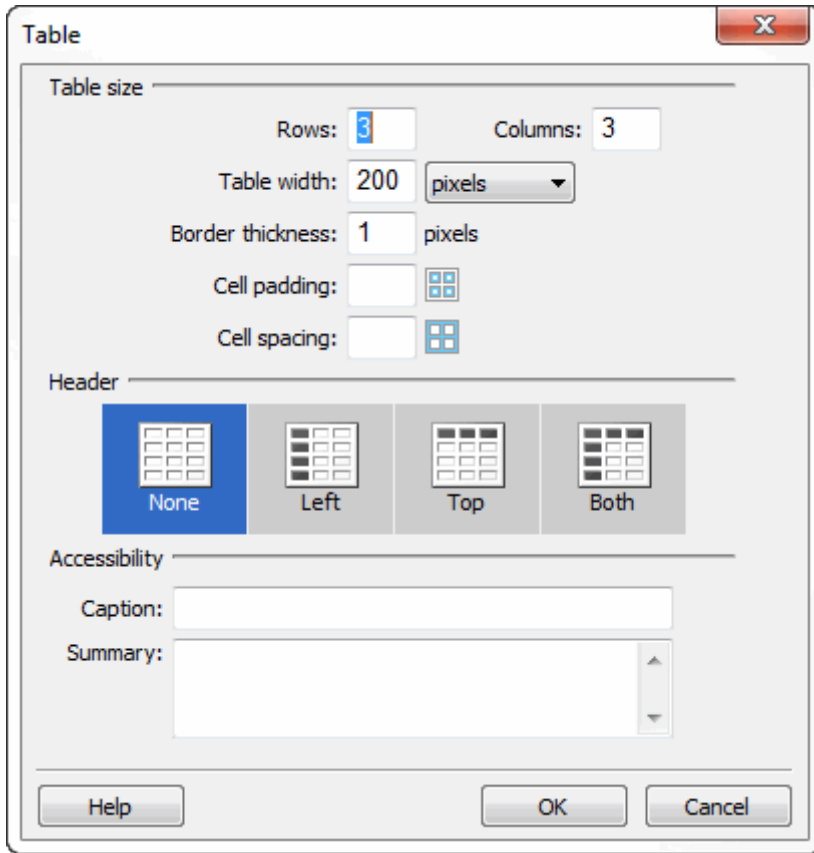 Table
Table size
Rows: 3 Columns: 3
Table width: 200 pixels
Border thickness: 1 pixels
Cell padding:
Cell spacing:
Header
None Left Top Both
Accessibility
Caption:
Summary:
Help OK Cancel